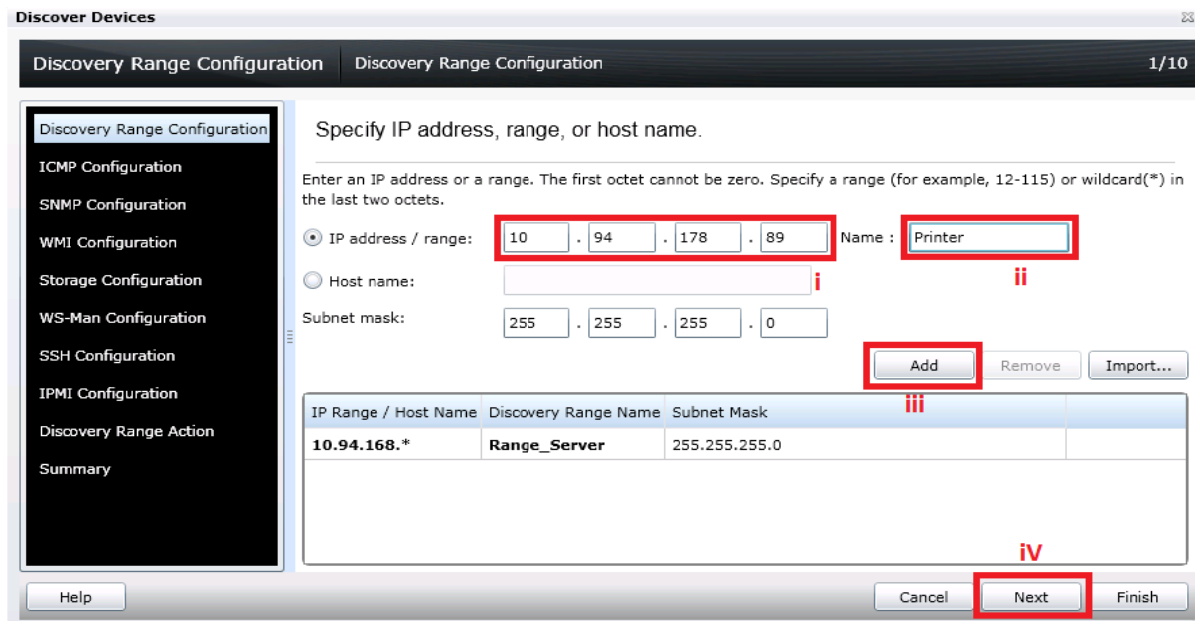 Discover Devices
Discovery Range Configuration Discovery Range Configuration 1/10
Discovery Range Configuration
ICMP Configuration
SNMP Configuration
WMI Configuration
Storage Configuration
WS-Man Configuration
SSH Configuration
IPMI Configuration
Discovery Range Action
Summary
Specify IP address, range, or host name.
Enter an IP address or a range. The first octet cannot be zero. Specify a range (for example, 12-115) or wildcard(*) in
the last two octets.
IP address / range: 10 . 94 . 178 . 89 Name : Printer
Host name: i ii
Subnet mask: 255 . 255 . 255 . 0
Add Remove Import...
iii
IP Range / Host Name Discovery Range Name Subnet Mask
10.94.168.* Range_Server 255.255.255.0
iV
Help Cancel Next Finish